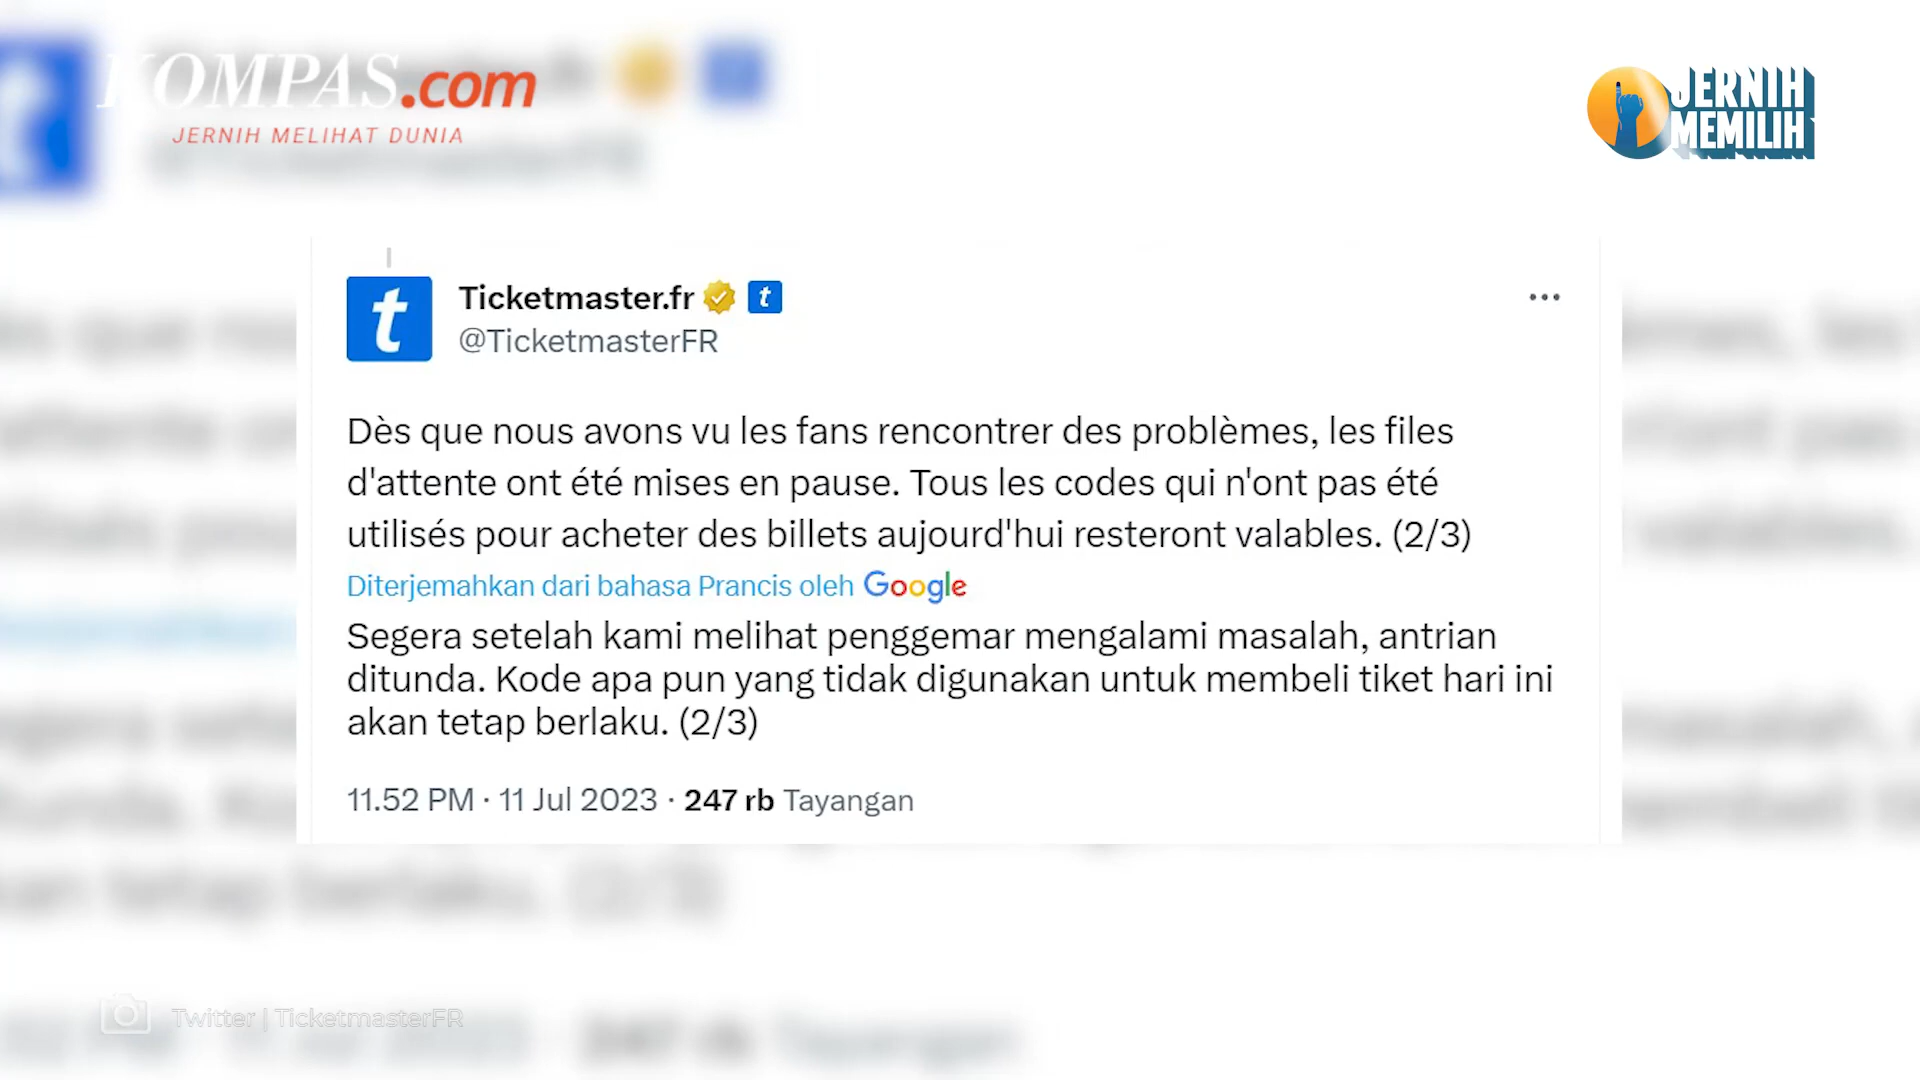 KOMPAS.com
JERNIH MELIHAT DUNIA
JERNIH
MEMILIH
Ticketmaster.fr
@TicketmasterFR
Dès que nous avons vu les fans rencontrer des problèmes, les files
d'attente ont été mises en pause. Tous les codes qui n'ont pas été
utilisés pour acheter des billets aujourd'hui resteront valables. (2/3)
Diterjemahkan dari bahasa Prancis oleh Google
Segera setelah kami melihat penggemar mengalami masalah, antrian
ditunda. Kode apa pun yang tidak digunakan untuk membeli tiket hari ini
akan tetap berlaku. (2/3)
11.52 PM · 11 Jul 2023 · 247 rb Tayangan
Twitter | TicketmasterFR